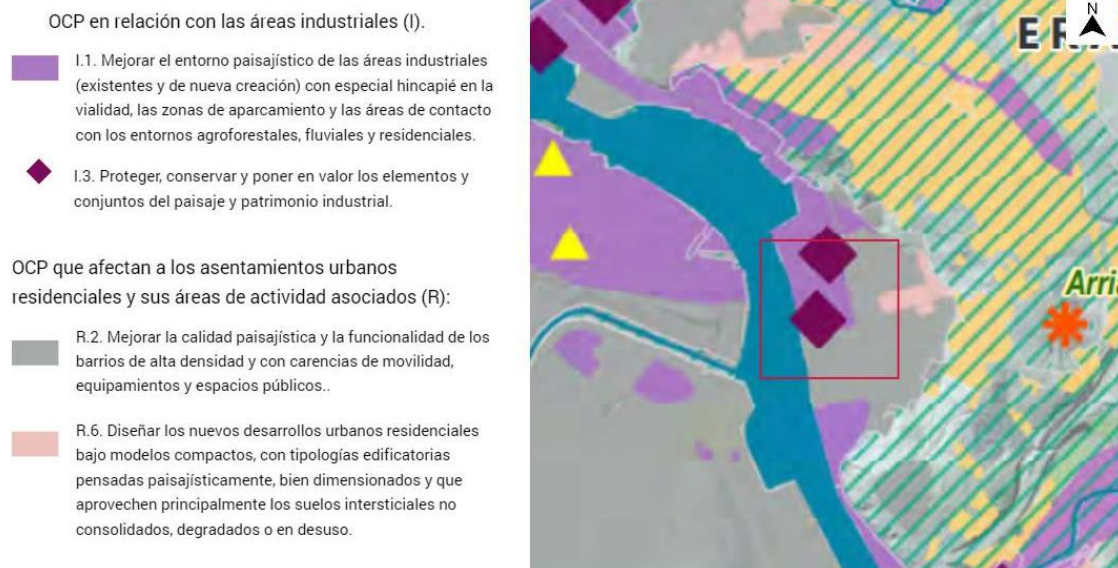 OCP en relación con las áreas industriales (I).
I.1. Mejorar el entorno paisajístico de las áreas industriales
(existentes y de nueva creación) con especial hincapié en la
vialidad, las zonas de aparcamiento y las áreas de contacto
con los entornos agroforestales, fluviales y residenciales.
I.3. Proteger, conservar y poner en valor los elementos y
conjuntos del paisaje y patrimonio industrial.
OCP que afectan a los asentamientos urbanos
residenciales y sus áreas de actividad asociados (R):
R.2. Mejorar la calidad paisajística y la funcionalidad de los
barrios de alta densidad y con carencias de movilidad,
equipamientos y espacios públicos..
R.6. Diseñar los nuevos desarrollos urbanos residenciales
bajo modelos compactos, con tipologías edificatorias
pensadas paisajísticamente, bien dimensionados y que
aprovechen principalmente los suelos intersticiales no
consolidados, degradados o en desuso.
N
Arri